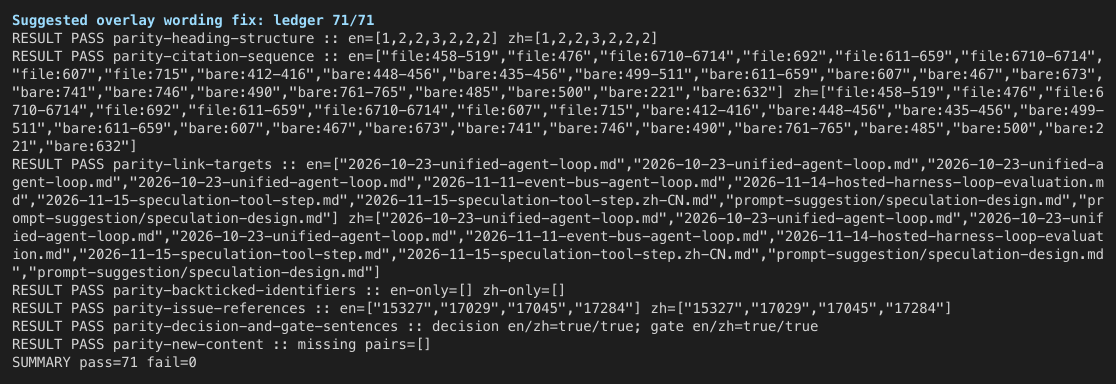 Suggested overlay wording fix: ledger 71/71
RESULT PASS parity-heading-structure :: en=[1,2,2,3,2,2,2] zh=[1,2,2,3,2,2,2]
RESULT PASS parity-citation-sequence :: en=["file:458-519","file:476","file:6710-6714","file:692","file:611-659","file:6710-6714",
"file:607","file:715","bare:412-416","bare:448-456","bare:435-456","bare:499-511","bare:611-659","bare:607","bare:467","bare:673",
"bare:741","bare:746","bare:490","bare:761-765","bare:485","bare:500","bare:221","bare:632"] zh=["file:458-519","file:476","file:6
710-6714","file:692","file:611-659","file:6710-6714","file:607","file:715","bare:412-416","bare:448-456","bare:435-456","bare:499-
511","bare:611-659","bare:607","bare:467","bare:673","bare:741","bare:746","bare:490","bare:761-765","bare:485","bare:500","bare:2
21","bare:632"]
RESULT PASS parity-link-targets :: en=["2026-10-23-unified-agent-loop.md","2026-10-23-unified-agent-loop.md","2026-10-23-unified-a
gent-loop.md","2026-10-23-unified-agent-loop.md","2026-11-11-event-bus-agent-loop.md","2026-11-14-hosted-harness-loop-evaluation.m
d","2026-11-15-speculation-tool-step.md","2026-11-15-speculation-tool-step.zh-CN.md","prompt-suggestion/speculation-design.md","pr
ompt-suggestion/speculation-design.md"] zh=["2026-10-23-unified-agent-loop.md","2026-10-23-unified-agent-loop.md","2026-10-23-unif
ied-agent-loop.md","2026-10-23-unified-agent-loop.md","2026-11-11-event-bus-agent-loop.md","2026-11-14-hosted-harness-loop-evaluat
ion.md","2026-11-15-speculation-tool-step.md","2026-11-15-speculation-tool-step.zh-CN.md","prompt-suggestion/speculation-design.md
","prompt-suggestion/speculation-design.md"]
RESULT PASS parity-backticked-identifiers :: en-only=[] zh-only=[]
RESULT PASS parity-issue-references :: en=["15327","17029","17045","17284"] zh=["15327","17029","17045","17284"]
RESULT PASS parity-decision-and-gate-sentences :: decision en/zh=true/true; gate en/zh=true/true
RESULT PASS parity-new-content :: missing pairs=[]
SUMMARY pass=71 fail=0